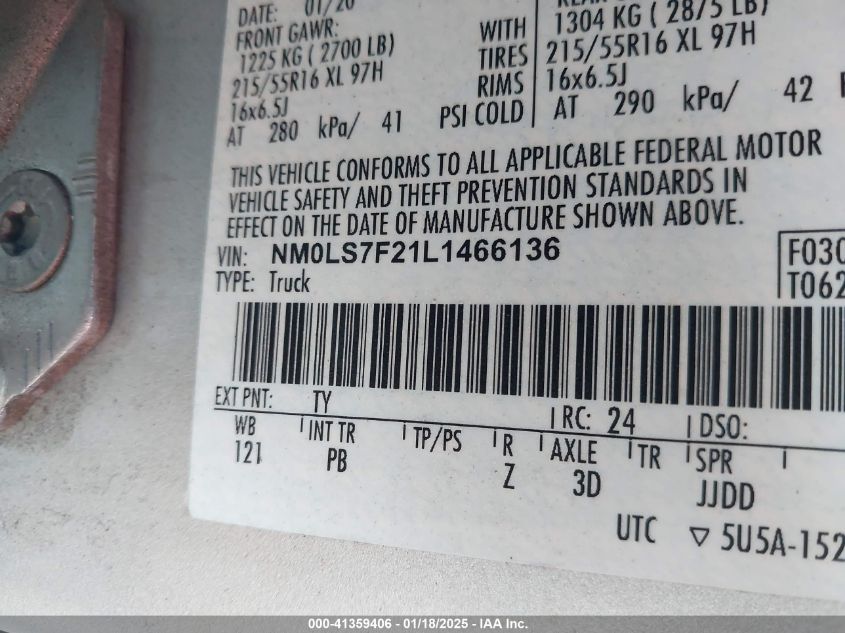 DATE: 01/20
FRONT GAWR:
1225 KG ( 2700 LB)
215/55R16 XL 97H
16x6.5J
AT 280 kPa/ 41
WITH
TIRES
RIMS
PSI COLD
1304 KG ( 2875 LB)
215/55R16 XL 97H
16x6.5J
AT 290 kPa/ 42
THIS VEHICLE CONFORMS TO ALL APPLICABLE FEDERAL MOTOR
VEHICLE SAFETY AND THEFT PREVENTION STANDARDS IN
EFFECT ON THE DATE OF MANUFACTURE SHOWN ABOVE.
VIN: NM0LS7F21L1466136
TYPE: Truck
F030
T062
EXT PNT: TY
RC: 24 DSO:
WB INT TR TP/PS R AXLE TR SPR
121 PB Z 3D JJDD
UTC ▽ 5U5A-152
000-41359406 - 01/18/2025 - IAA Inc.